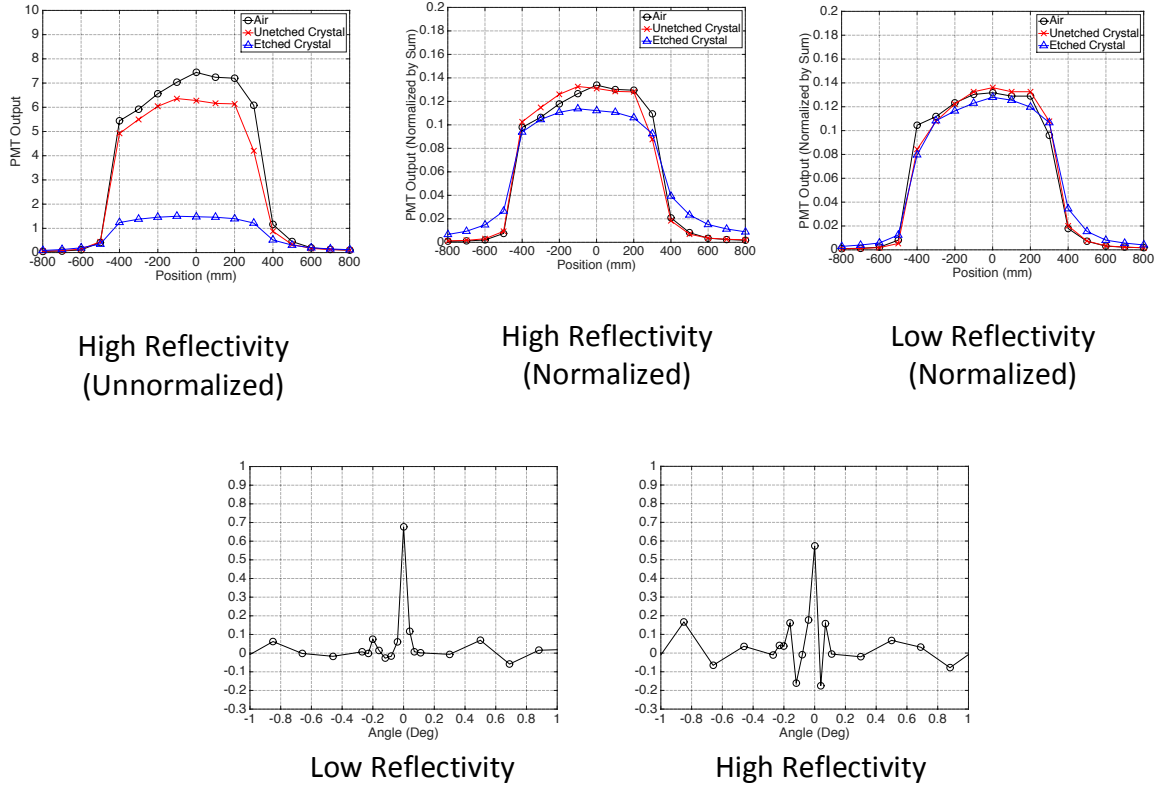 10
9
8
7
6
5
4
3
2
1
0
PMT Output
-800 -600 -400 -200 0 200 400 600 800
Position (mm)
Air
Unetched Crystal
Etched Crystal
0.2
0.18
0.16
0.14
0.12
0.1
0.08
0.06
0.04
0.02
0
PMT Output (Normalized by Sum)
-800 -600 -400 -200 0 200 400 600 800
Position (mm)
Air
Unetched Crystal
Etched Crystal
0.2
0.18
0.16
0.14
0.12
0.1
0.08
0.06
0.04
0.02
0
PMT Output (Normalized by Sum)
-800 -600 -400 -200 0 200 400 600 800
Position (mm)
Air
Unetched Crystal
Etched Crystal
High Reflectivity
(Unnormalized)
High Reflectivity
(Normalized)
Low Reflectivity
(Normalized)
1
0.9
0.8
0.7
0.6
0.5
0.4
0.3
0.2
0.1
0
-0.1
-0.2
-0.3
-1 -0.8 -0.6 -0.4 -0.2 0 0.2 0.4 0.6 0.8 1
Angle (Deg)
Low Reflectivity
1
0.9
0.8
0.7
0.6
0.5
0.4
0.3
0.2
0.1
0
-0.1
-0.2
-0.3
-1 -0.8 -0.6 -0.4 -0.2 0 0.2 0.4 0.6 0.8 1
Angle (Deg)
High Reflectivity